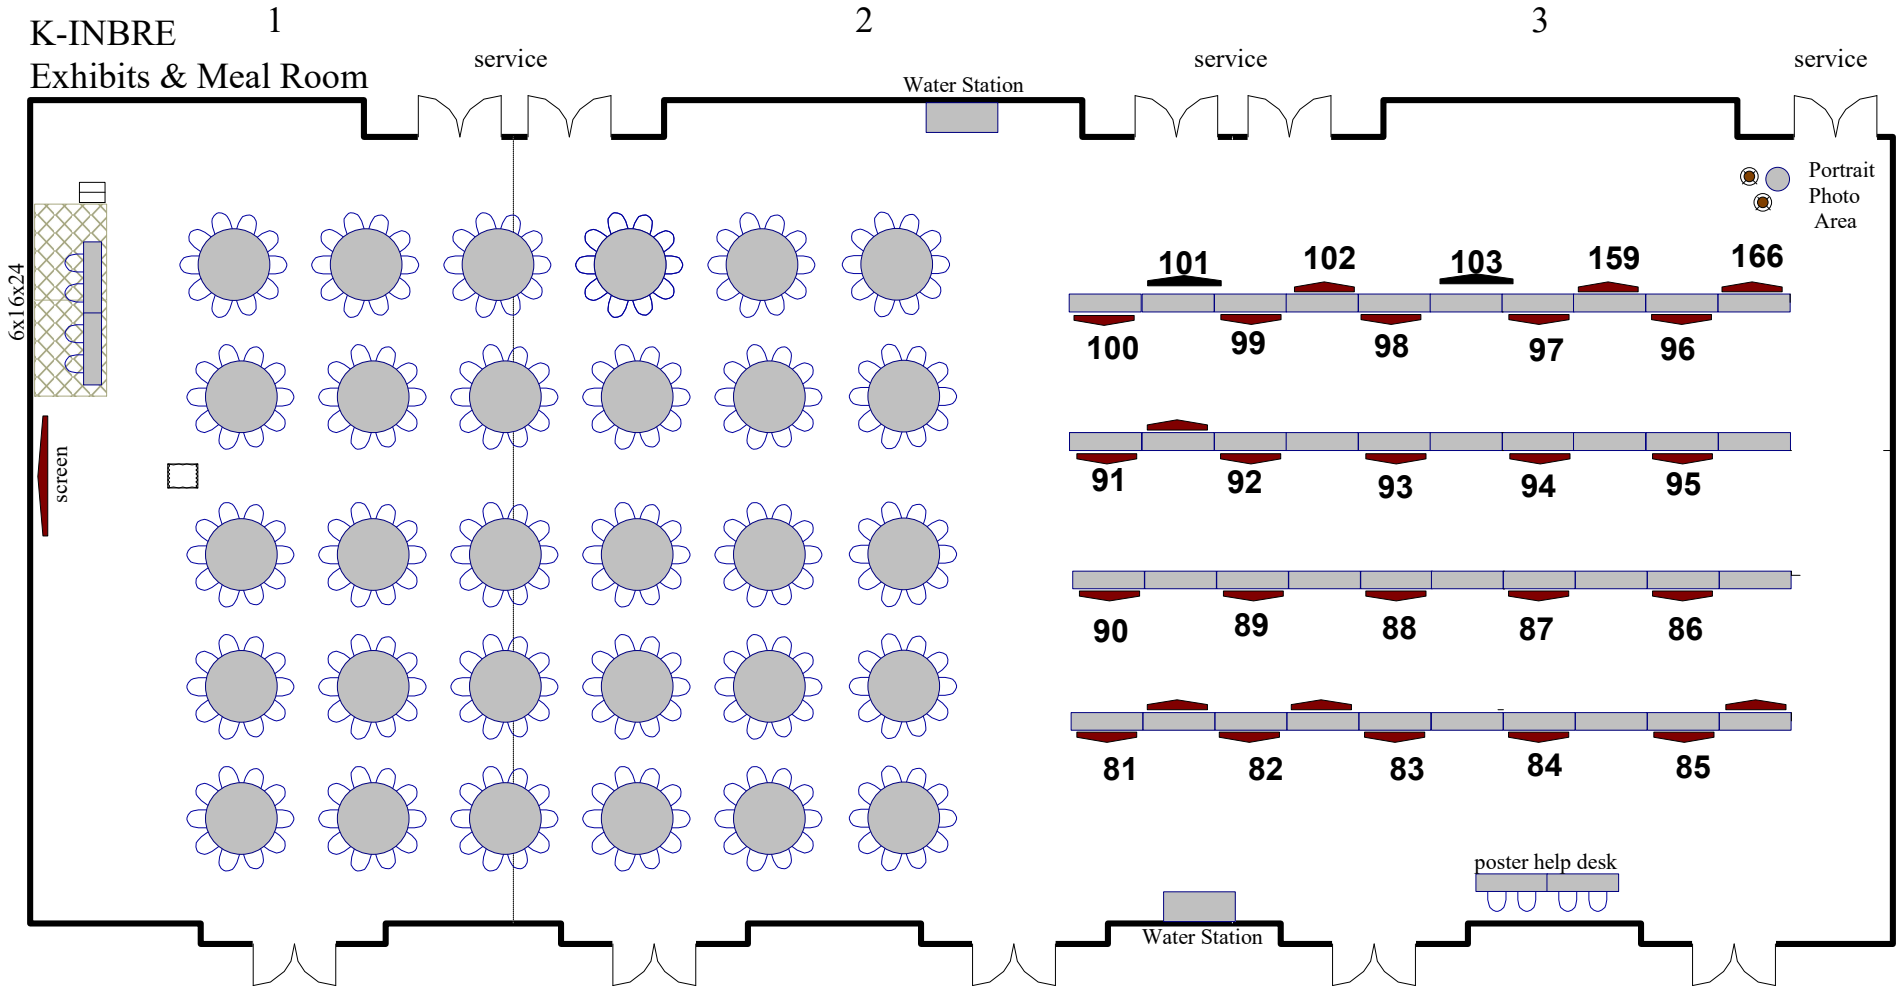 1
2
3
K-INBRE
Exhibits & Meal Room
service
service
service
Water Station
Portrait
Photo
Area
6x16x24
screen
101
102
103
159
166
100
99
98
97
96
91
92
93
94
95
90
89
88
87
86
81
82
83
84
85
poster help desk
Water Station